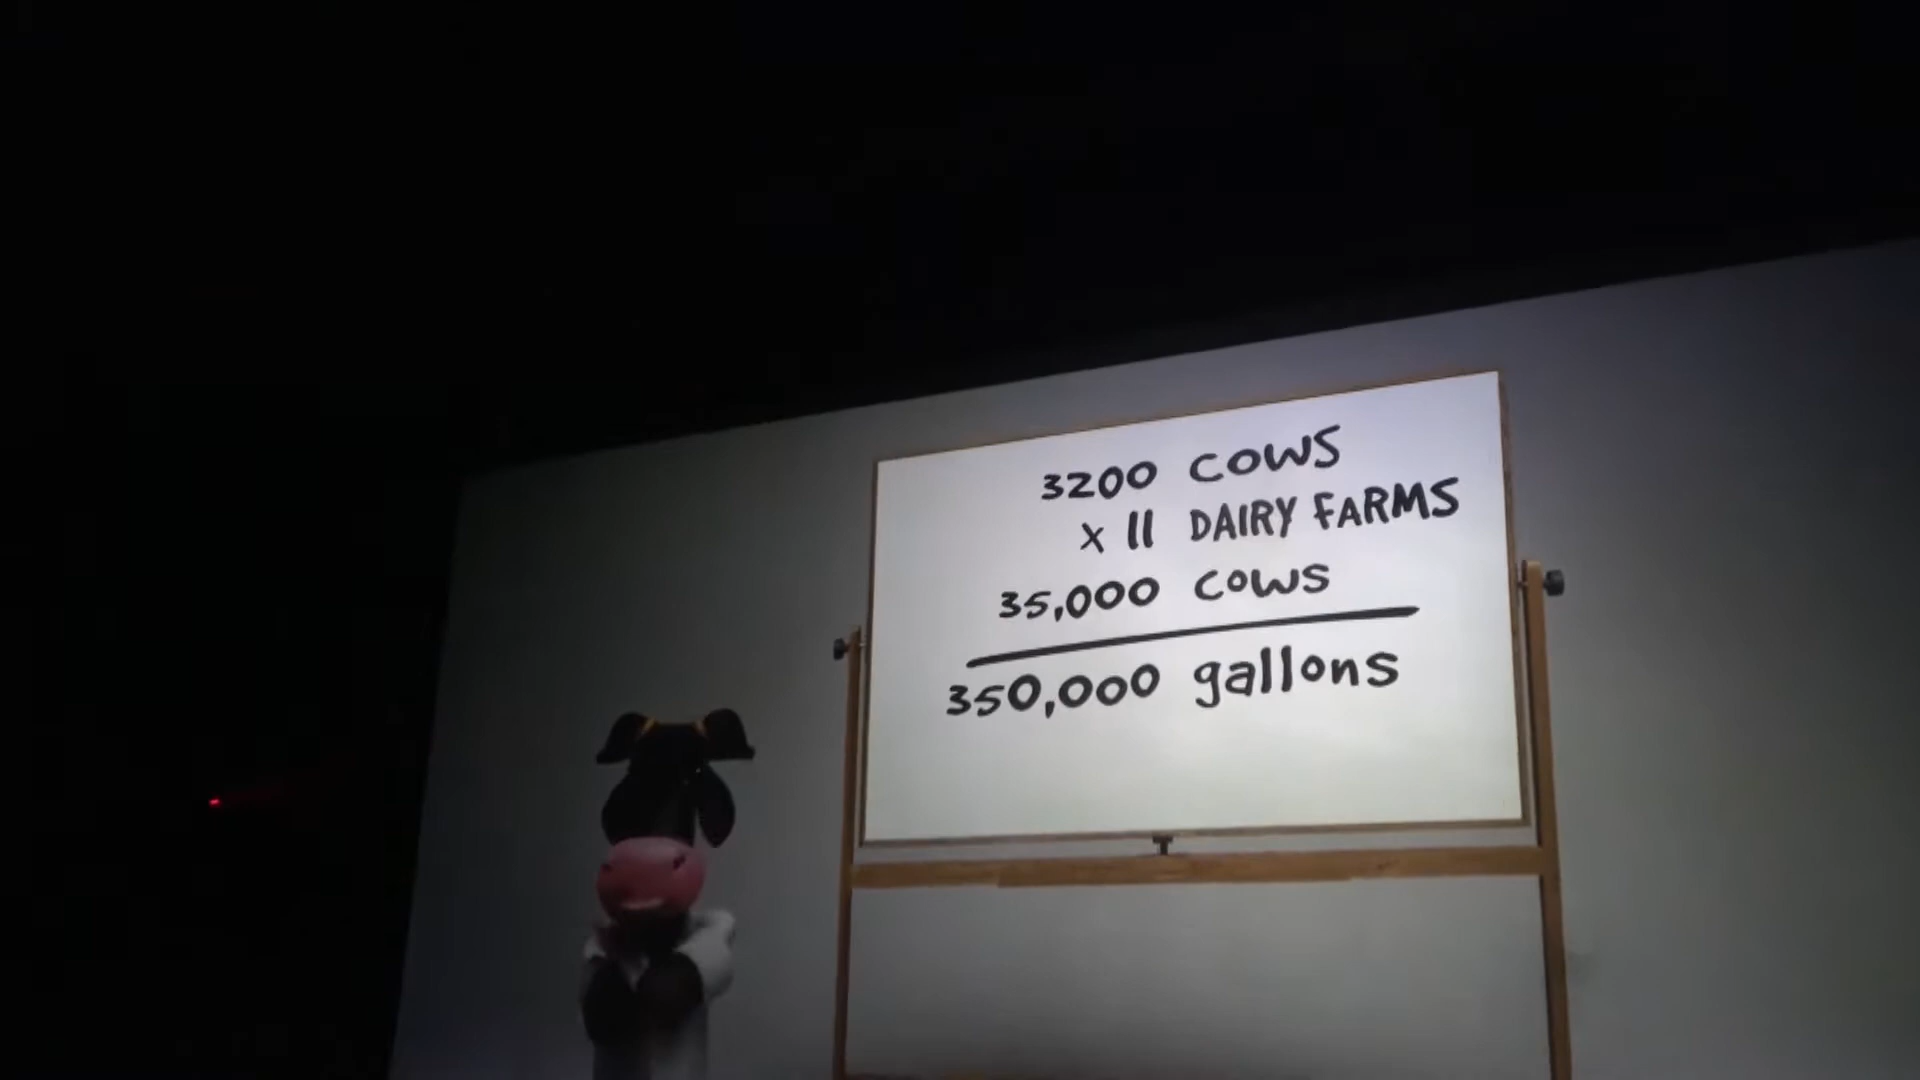 3200 COWS
x 11 DAIRY FARMS
35,000 COWS
350,000 gallons